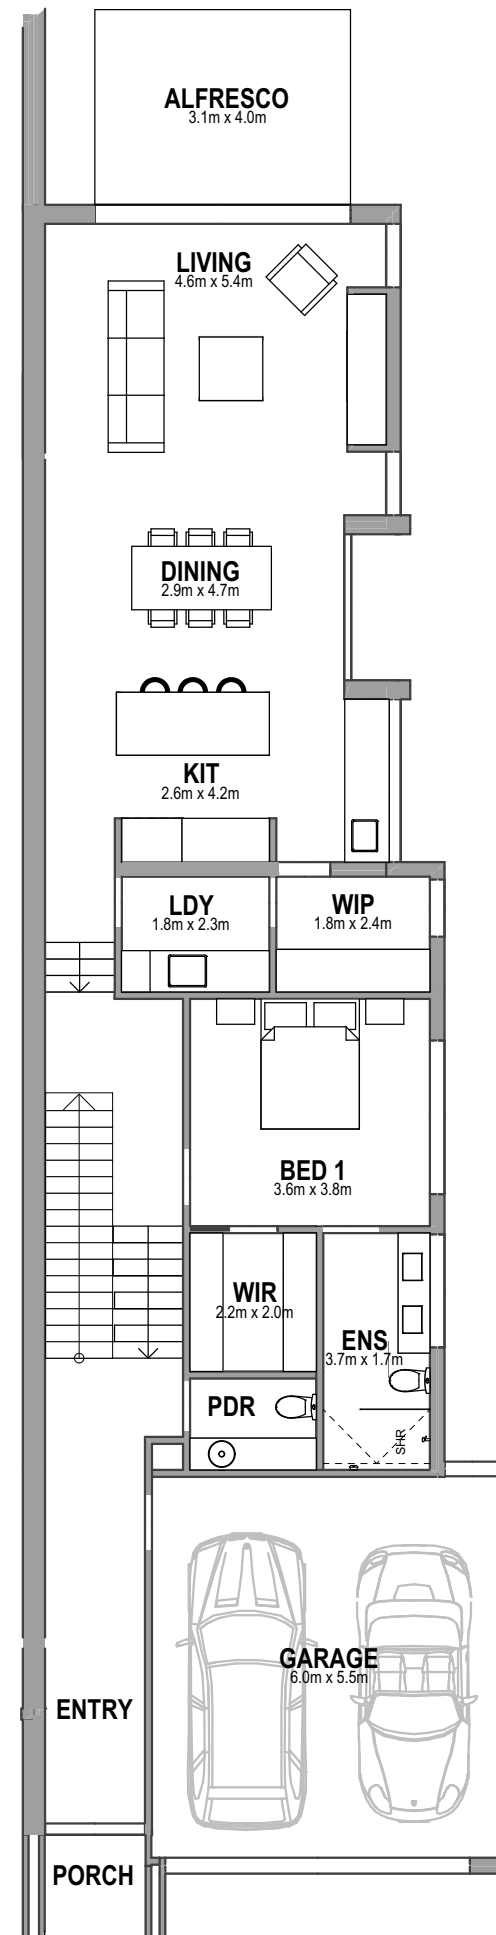 ALFRESCO
3.1m x 4.0m
LIVING
4.6m x 5.4m
DINING
2.9m x 4.7m
KIT
2.6m x 4.2m
LDY
1.8m x 2.3m
WIP
1.8m x 2.4m
BED 1
3.6m x 3.8m
WIR
2.2m x 2.0m
ENS
3.7m x 1.7m
PDR
SHR
GARAGE
6.0m x 5.5m
ENTRY
PORCH